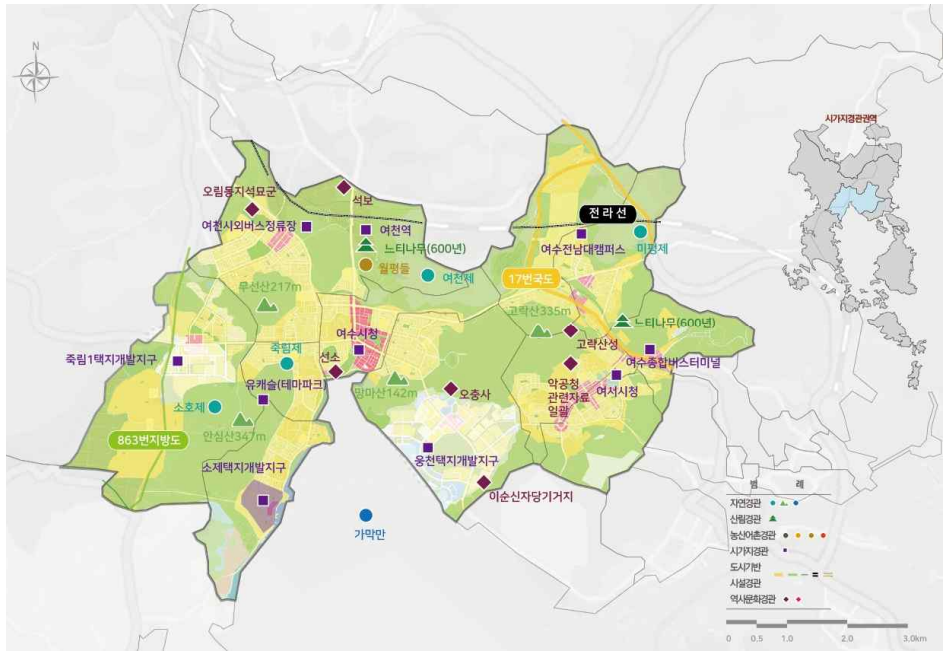 N
시가지경관권역
오림동지석묘군
석보
여천시외버스정류장
여천역
느티나무(600년)
월평들
여천제
전 라 선
여수전남대캠퍼스
미평제
17번국도
무선산217m
고락산335m
느티나무(600년)
여수시청
고락산성
죽림1택지개발지구
죽림제
선소
여수종합버스터미널
유캐슬(테마파크)
망마산142m
오충사
악공청
관련자료
일괄
여서시청
소호제
안심산347m
863번지방도
웅천택지개발지구
소제택지개발지구
이순신자당기거지
가막만
범 례
자연경관
산림경관
농산어촌경관
시가지경관
도시기반
시설경관
역사문화경관
0 0.5 1.0 2.0 3.0km